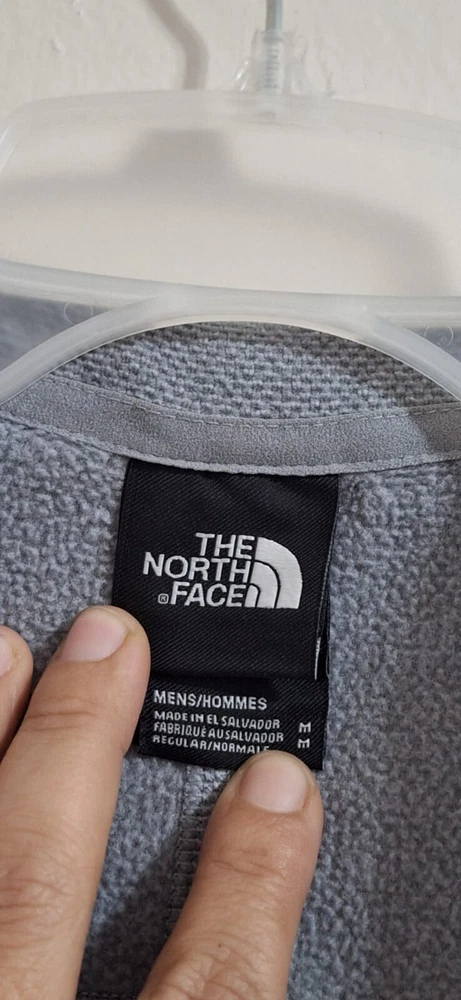 THE
NORTH
FACE®
MENS/HOMMES
MADE IN EL SALVADOR M
FABRIQUÉ AU SALVADOR M
REGULAR/NORMALE